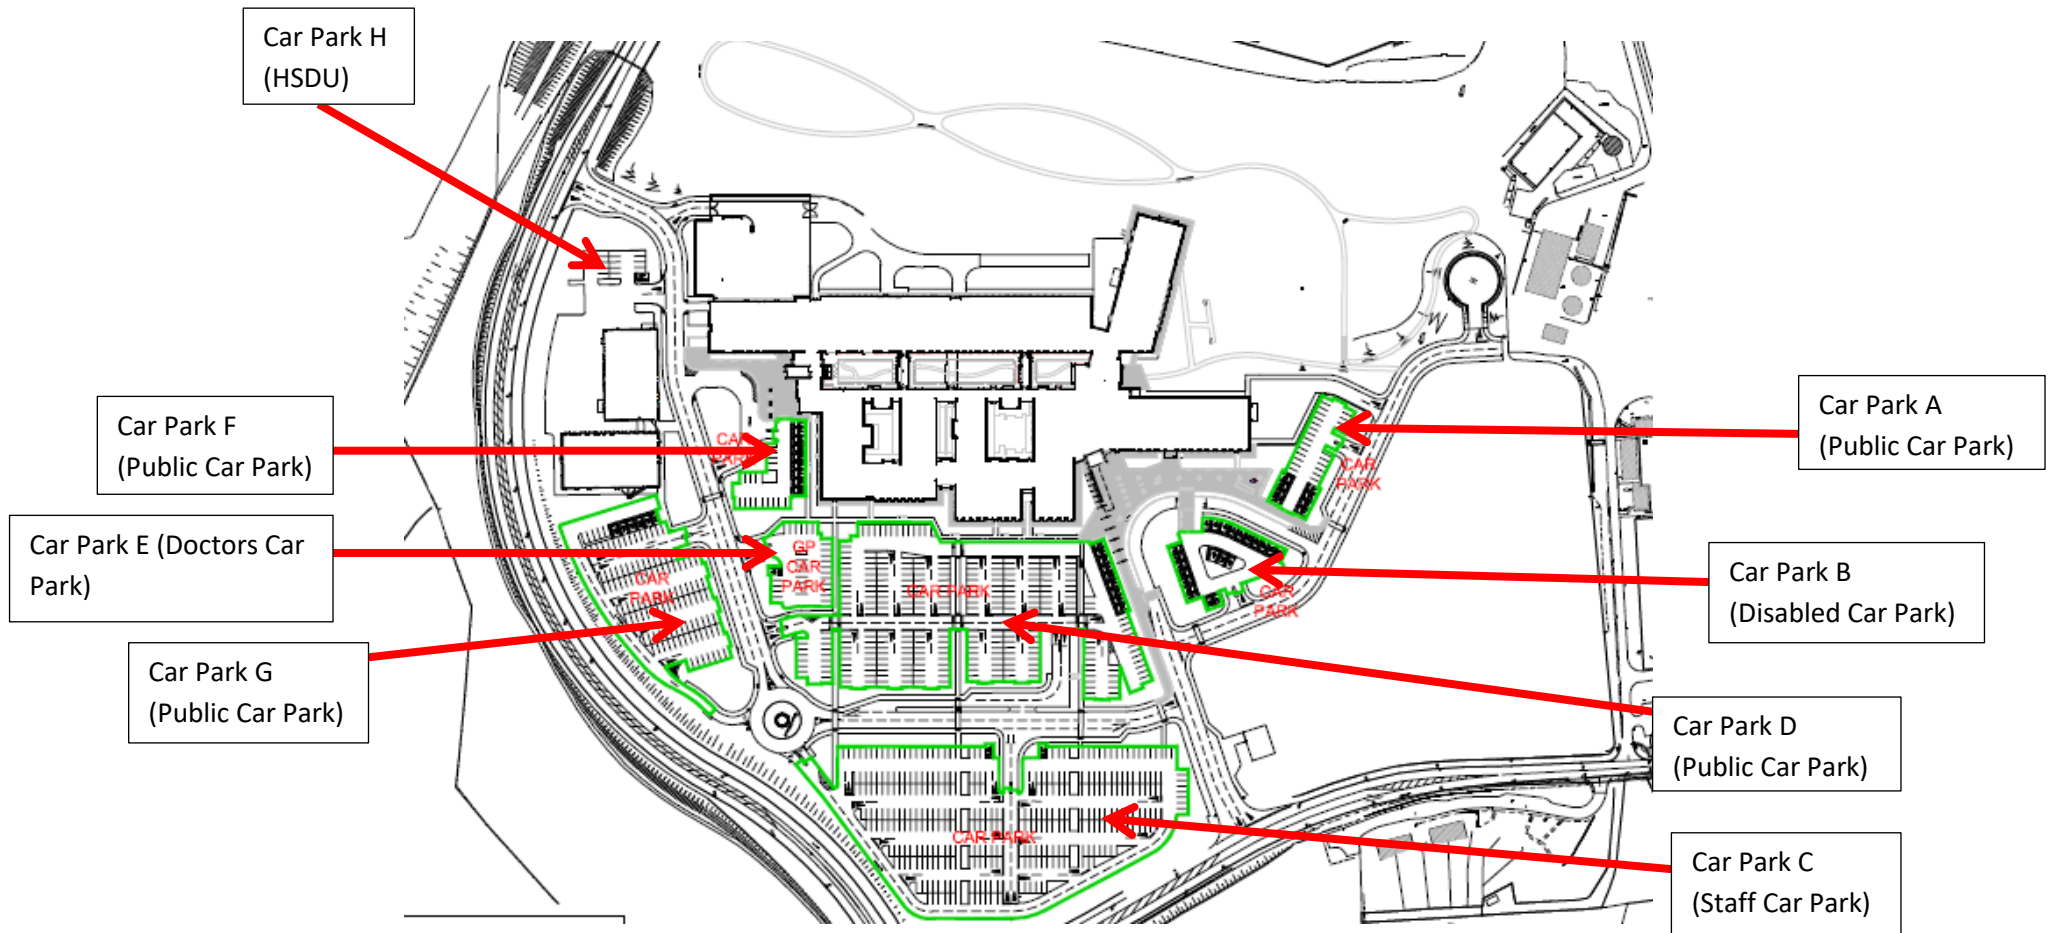 Car Park H
(HSDU)
Car Park F
(Public Car Park)
Car Park E (Doctors Car
Park)
Car Park G
(Public Car Park)
CAR
PARK
GP
CAR
PARK
CAR
PARK
CAR PARK
CAR PARK
CAR
PARK
CAR
PARK
H
Car Park A
(Public Car Park)
Car Park B
(Disabled Car Park)
Car Park D
(Public Car Park)
Car Park C
(Staff Car Park)